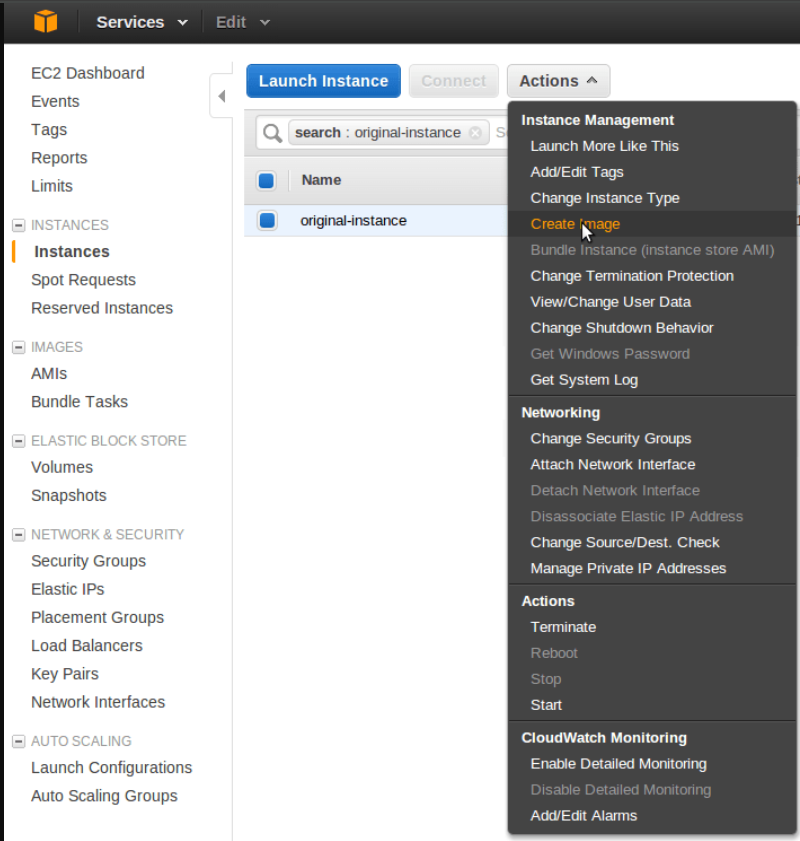 Services Edit
EC2 Dashboard
Events
Tags
Reports
Limits
INSTANCES
Instances
Spot Requests
Reserved Instances
IMAGES
AMIs
Bundle Tasks
ELASTIC BLOCK STORE
Volumes
Snapshots
NETWORK & SECURITY
Security Groups
Elastic IPs
Placement Groups
Load Balancers
Key Pairs
Network Interfaces
AUTO SCALING
Launch Configurations
Auto Scaling Groups
Launch Instance Connect Actions
search : original-instance
Name
original-instance
Instance Management
Launch More Like This
Add/Edit Tags
Change Instance Type
Create Image
Bundle Instance (instance store AMI)
Change Termination Protection
View/Change User Data
Change Shutdown Behavior
Get Windows Password
Get System Log
Networking
Change Security Groups
Attach Network Interface
Detach Network Interface
Disassociate Elastic IP Address
Change Source/Dest. Check
Manage Private IP Addresses
Actions
Terminate
Reboot
Stop
Start
CloudWatch Monitoring
Enable Detailed Monitoring
Disable Detailed Monitoring
Add/Edit Alarms